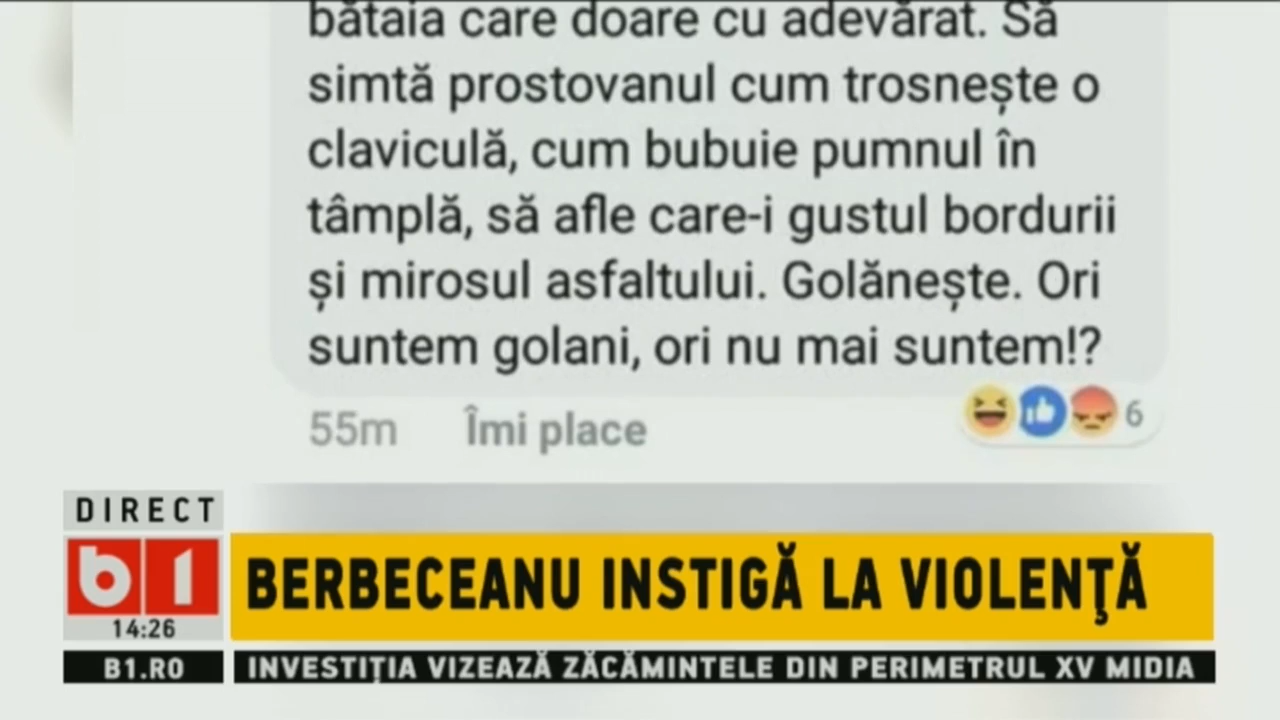 bătaia care doare cu adevărat. Să
simtă prostovanul cum trosnește o
claviculă, cum bubuie pumnul în
tâmplă, să afle care-i gustul bordurii
și mirosul asfaltului. Golănește. Ori
suntem golani, ori nu mai suntem!?
55m Îmi place 6
DIRECT
b1
14:26
B1.RO
BERBECEANU INSTIGĂ LA VIOLENŢĂ
INVESTIŢIA VIZEAZĂ ZĂCĂMINTELE DIN PERIMETRUL XV MIDIA